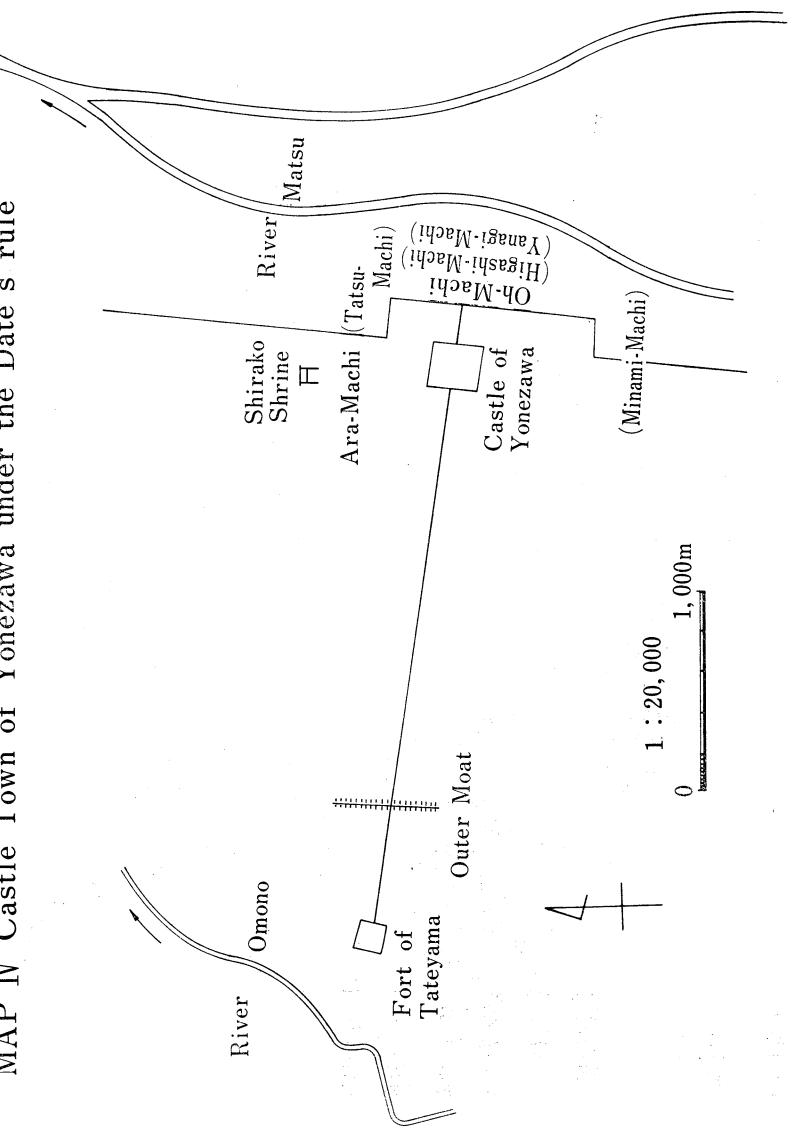 MAP Ⅳ Castle Town of Yonezawa under the Date's rule
River Matsu
Shirako
Shrine
Ara-Machi
(Tatsu-
Machi)
Oh-Machi
(Higashi-Machi)
(Yanagi-Machi)
Castle of
Yonezawa
(Minami-Machi)
River Omono
Fort of
Tateyama
Outer Moat
1 : 20,000
0 1,000m